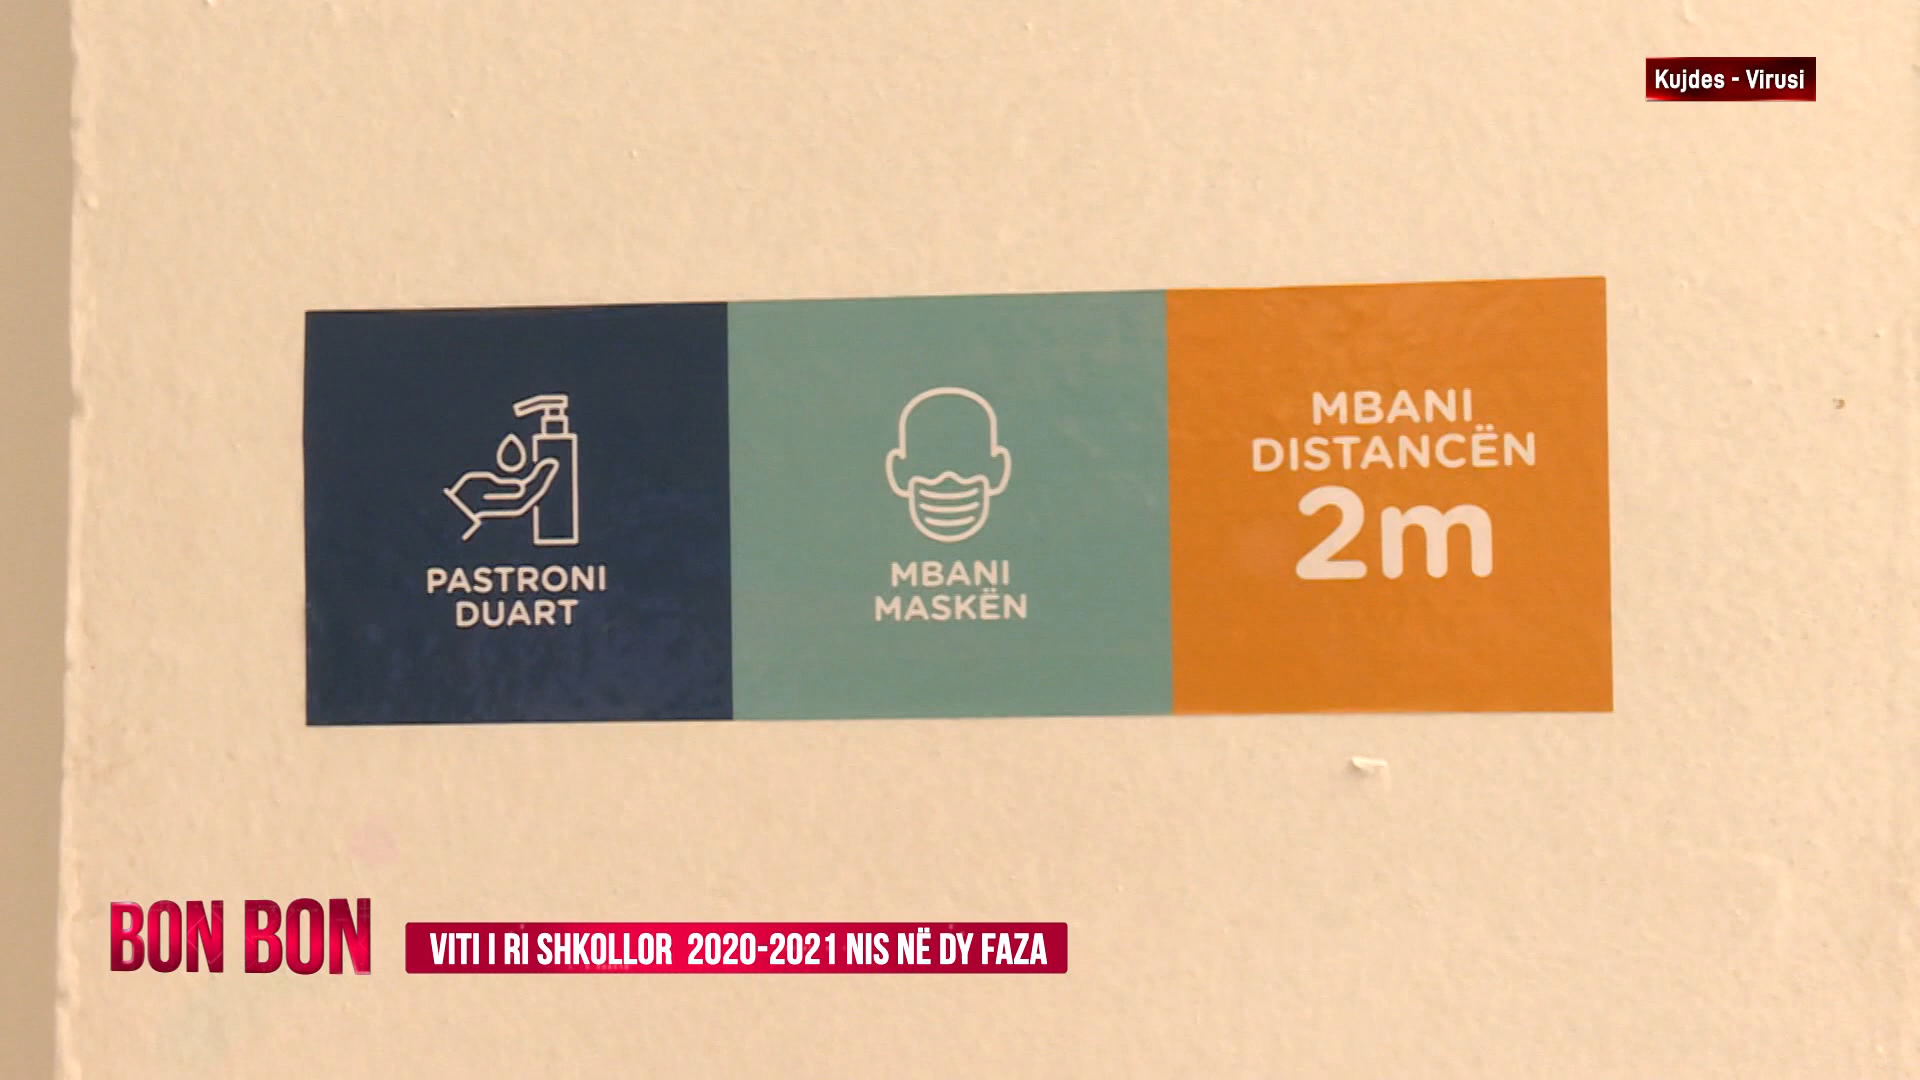 Kujdes - Virusi
PASTRONI
DUART
MBANI
MASKËN
MBANI
DISTANCËN
2m
BON BON
VITI I RI SHKOLLOR 2020-2021 NIS NË DY FAZA